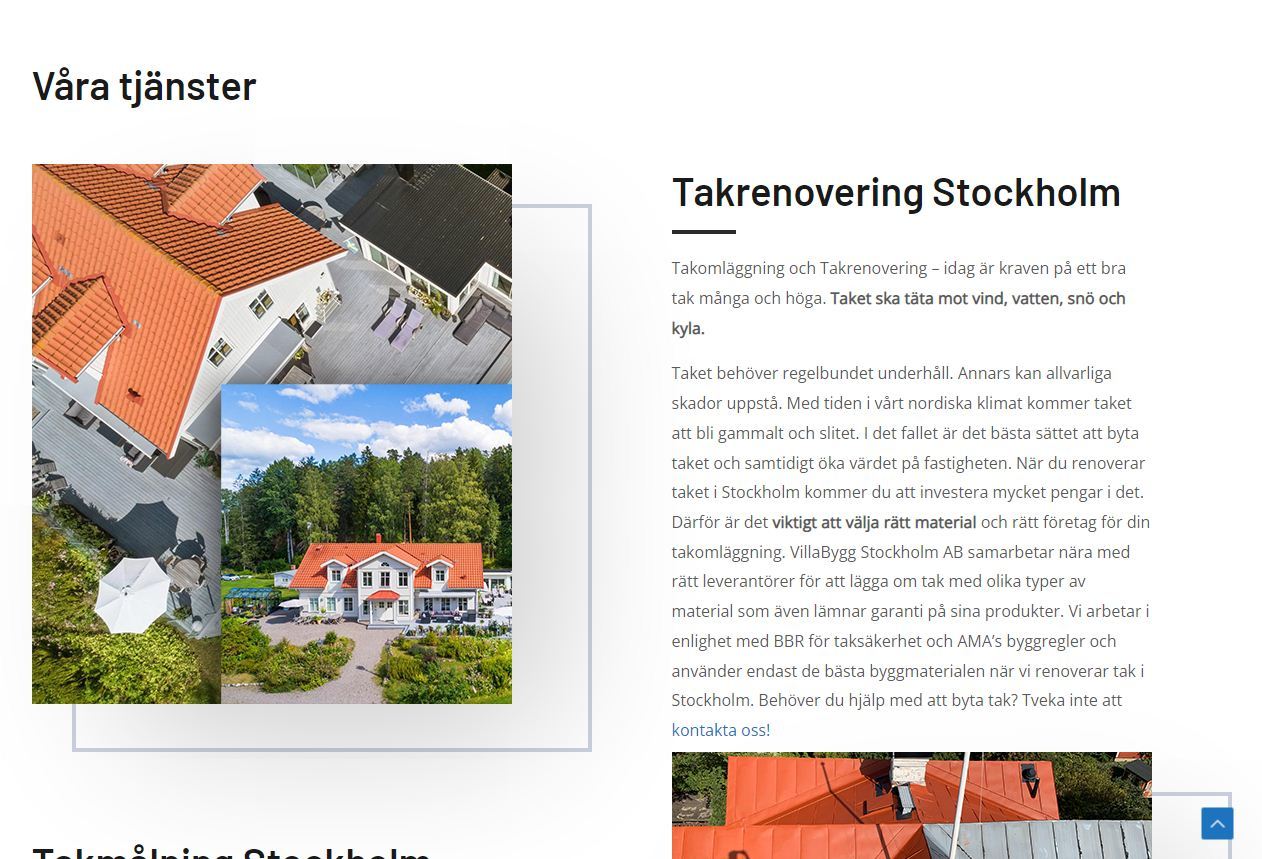 Våra tjänster
Takrenovering Stockholm
Takomläggning och Takrenovering – idag är kraven på ett bra
tak många och höga. Taket ska täta mot vind, vatten, snö och
kyla.
Taket behöver regelbundet underhåll. Annars kan allvarliga
skador uppstå. Med tiden i vårt nordiska klimat kommer taket
att bli gammalt och slitet. I det fallet är det bästa sättet att byta
taket och samtidigt öka värdet på fastigheten. När du renoverar
taket i Stockholm kommer du att investera mycket pengar i det.
Därför är det viktigt att välja rätt material och rätt företag för din
takomläggning. VillaBygg Stockholm AB samarbetar nära med
rätt leverantörer för att lägga om tak med olika typer av
material som även lämnar garanti på sina produkter. Vi arbetar i
enlighet med BBR för taksäkerhet och AMA’s byggregler och
använder endast de bästa byggmaterialen när vi renoverar tak i
Stockholm. Behöver du hjälp med att byta tak? Tveka inte att
kontakta oss!
Takmålning Stockholm